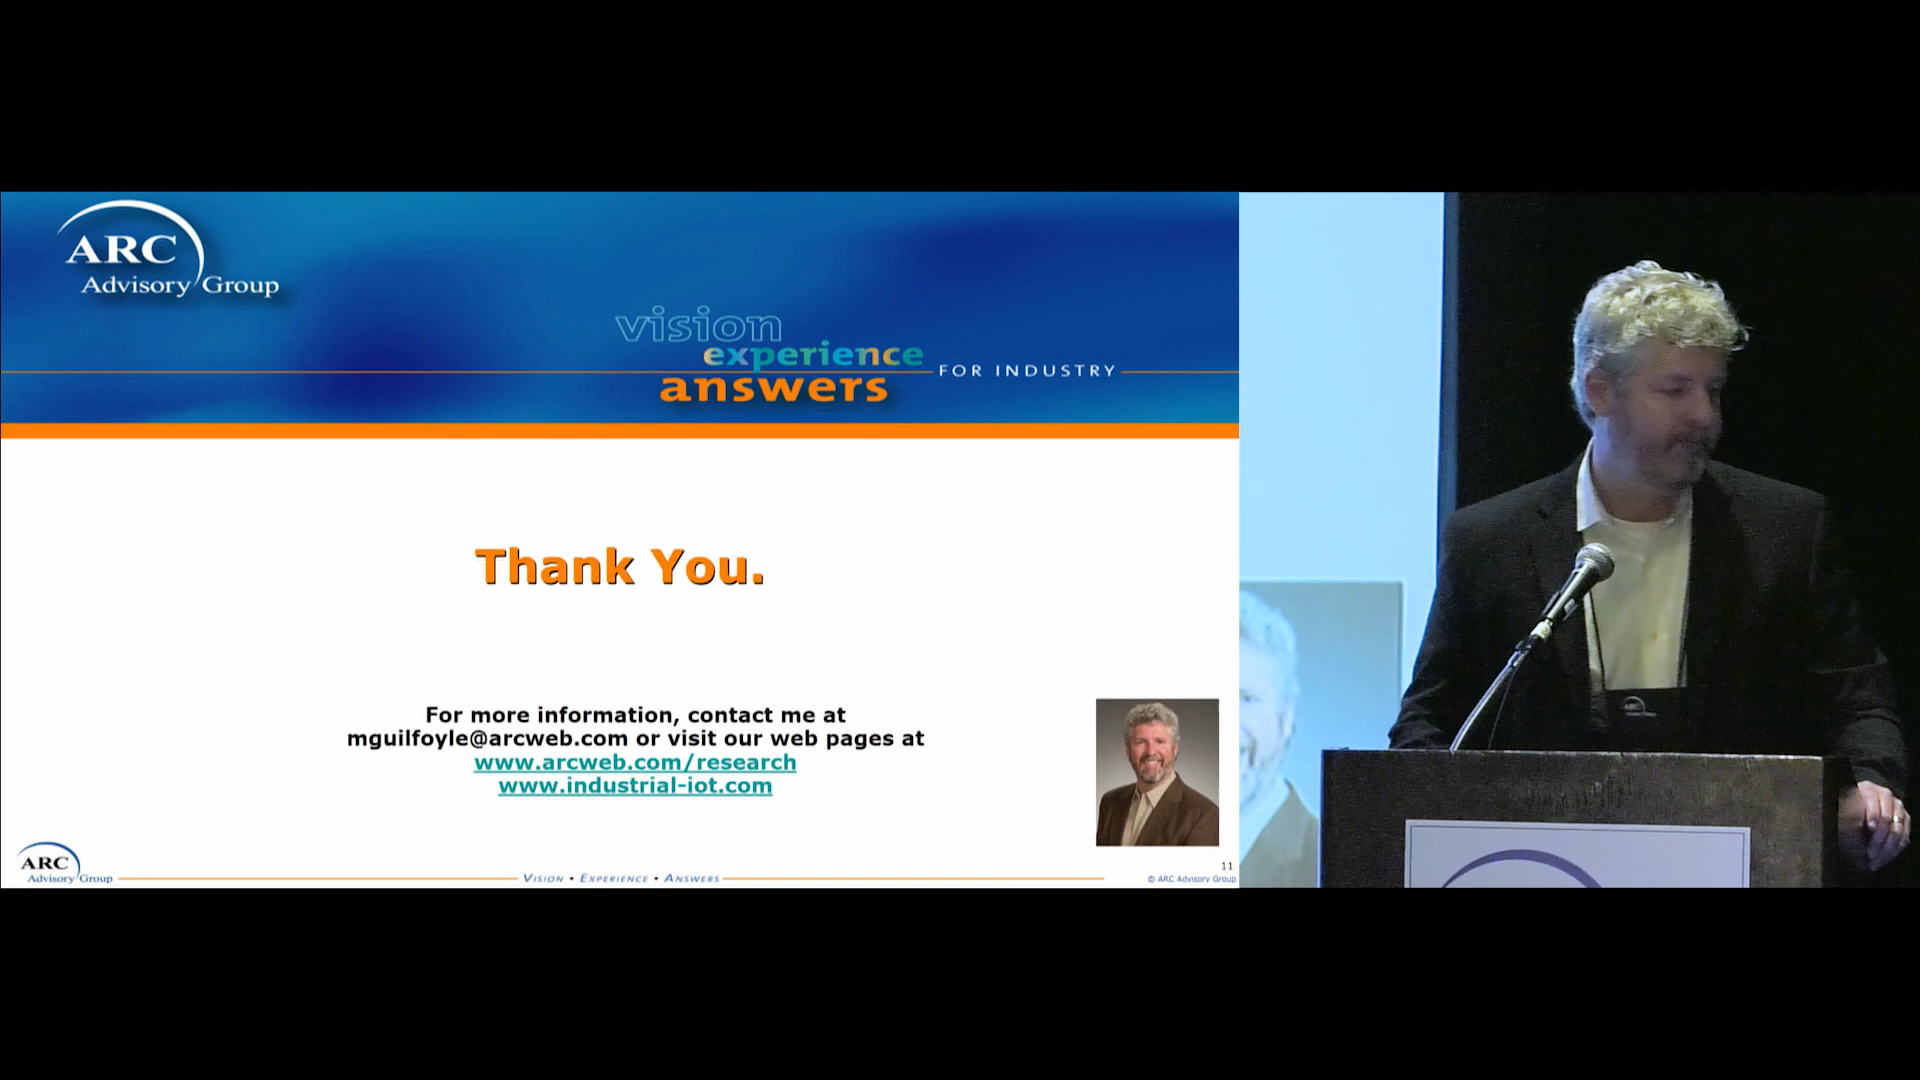 ARC
Advisory Group
vision
experience
FOR INDUSTRY
answers
Thank You.
For more information, contact me at
mguilfoyle@arcweb.com or visit our web pages at
www.arcweb.com/research
www.industrial-iot.com
ARC
Advisory Group
VISION • EXPERIENCE • ANSWERS
11
© ARC Advisory Group
ARC